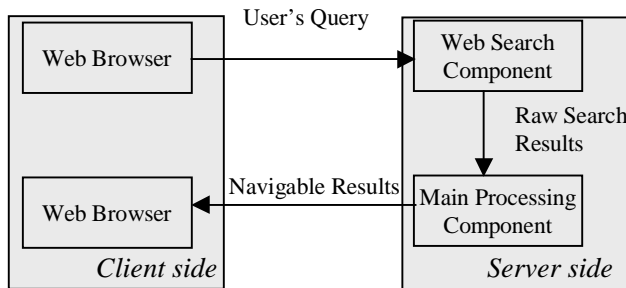 User's Query
Web Browser
Web Search
Component
Raw Search
Results
Navigable Results
Web Browser
Main Processing
Component
Client side
Server side